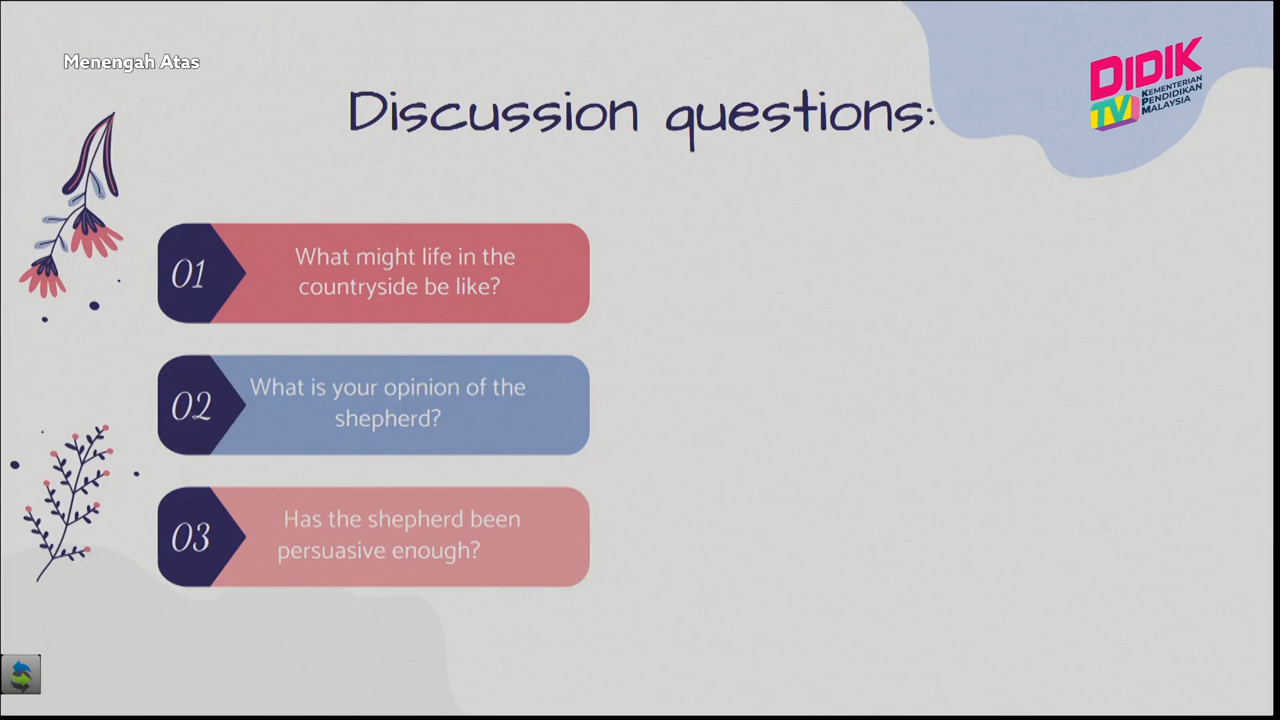 Menengah Atas
DIDIK
TV
KEMENTERIAN
PENDIDIKAN
MALAYSIA
Discussion questions:
01
What might life in the
countryside be like?
02
What is your opinion of the
shepherd?
03
Has the shepherd been
persuasive enough?